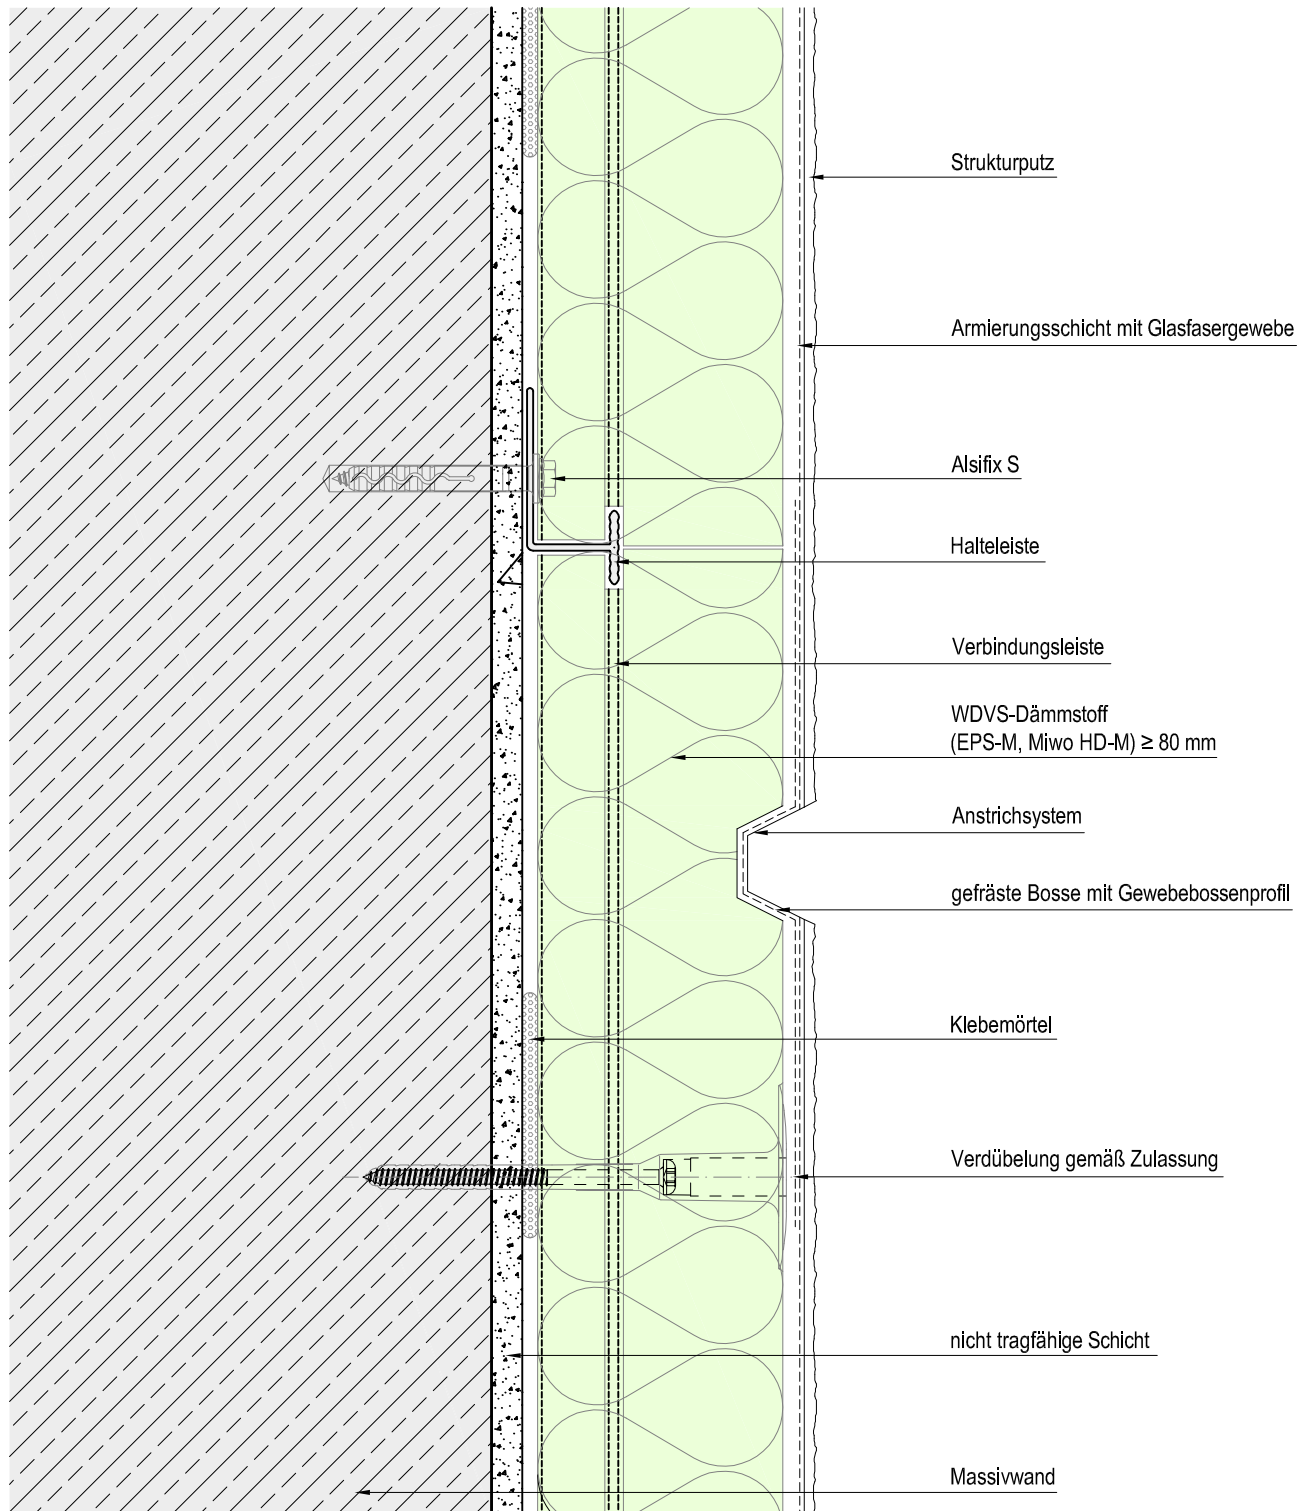 Strukturputz
Armierungsschicht mit Glasfasergewebe
Alsifix S
Halteleiste
Verbindungsleiste
WDVS-Dämmstoff
(EPS-M, Miwo HD-M) ≥ 80 mm
Anstrichsystem
gefräste Bosse mit Gewebebossenprofil
Klebemörtel
Verdübelung gemäß Zulassung
nicht tragfähige Schicht
Massivwand